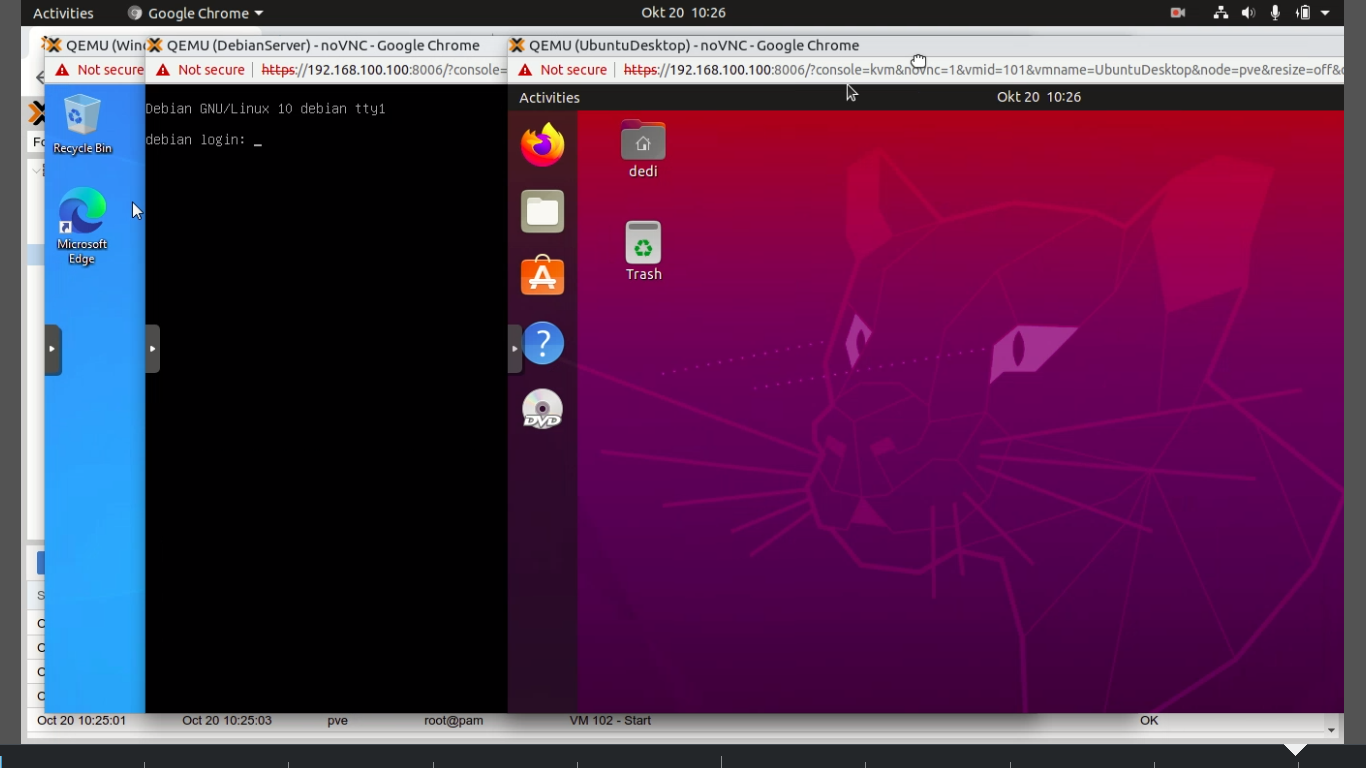 Activities Google Chrome Okt 20 10:26
QEMU (Win QEMU (DebianServer) - noVNC - Google Chrome QEMU (UbuntuDesktop) - noVNC - Google Chrome
Not secure Not secure https://192.168.100.100:8006/?console= Not secure https://192.168.100.100:8006/?console=kvm&novnc=1&vmid=101&vmname=UbuntuDesktop&node=pve&resize=off&
Activities Okt 20 10:26
Debian GNU/Linux 10 debian tty1
debian login: _
Recycle Bin
Microsoft
Edge
dedi
Trash
DVD
Oct 20 10:25:01 Oct 20 10:25:03 pve root@pam VM 102 - Start OK